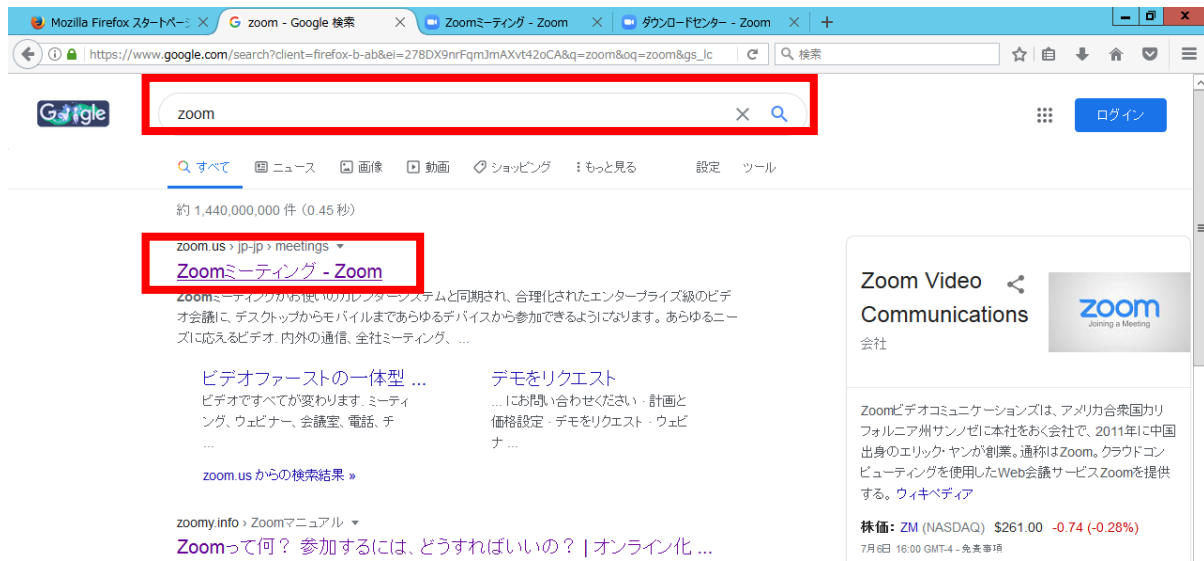 Mozilla Firefox スタートページ
zoom - Google 検索
Zoomミーティング - Zoom
ダウンロードセンター - Zoom
https://www.google.com/search?client=firefox-b-ab&ei=278DX9nrFqmJmAXvt42oCA&q=zoom&oq=zoom&gs_lc
検索
Google
zoom
ログイン
すべて ニュース 画像 動画 ショッピング もっと見る 設定 ツール
約 1,440,000,000 件 (0.45 秒)
zoom.us › jp-jp › meetings
Zoomミーティング - Zoom
Zoomミーティングがお使いのカレンダーシステムと同期され、合理化されたエンタープライズ級のビデ
オ会議に、デスクトップからモバイルまであらゆるデバイスから参加できるようになります。あらゆるニー
ズに応えるビデオ. 内外の通信、全社ミーティング、 ...
ビデオファーストの一体型 ...
ビデオですべてが変わります. ミーティ
ング、ウェビナー、会議室、電話、チ
...
デモをリクエスト
... にお問い合わせください · 計画と
価格設定 · デモをリクエスト · ウェビ
ナ ...
zoom.us からの検索結果 »
zoomy.info › Zoomマニュアル
Zoomって何? 参加するには、どうすればいいの? | オンライン化 ...
Zoom Video
Communications
会社
zoom
Joining a Meeting
Zoomビデオコミュニケーションズは、アメリカ合衆国カリ
フォルニア州サンノゼに本社をおく会社で、2011年に中国
出身のエリック・ヤンが創業。通称はZoom。クラウドコン
ピューティングを使用したWeb会議サービスZoomを提供
する。 ウィキペディア
株価: ZM (NASDAQ) $261.00 -0.74 (-0.28%)
7月6日 16:00 GMT-4 - 免責事項